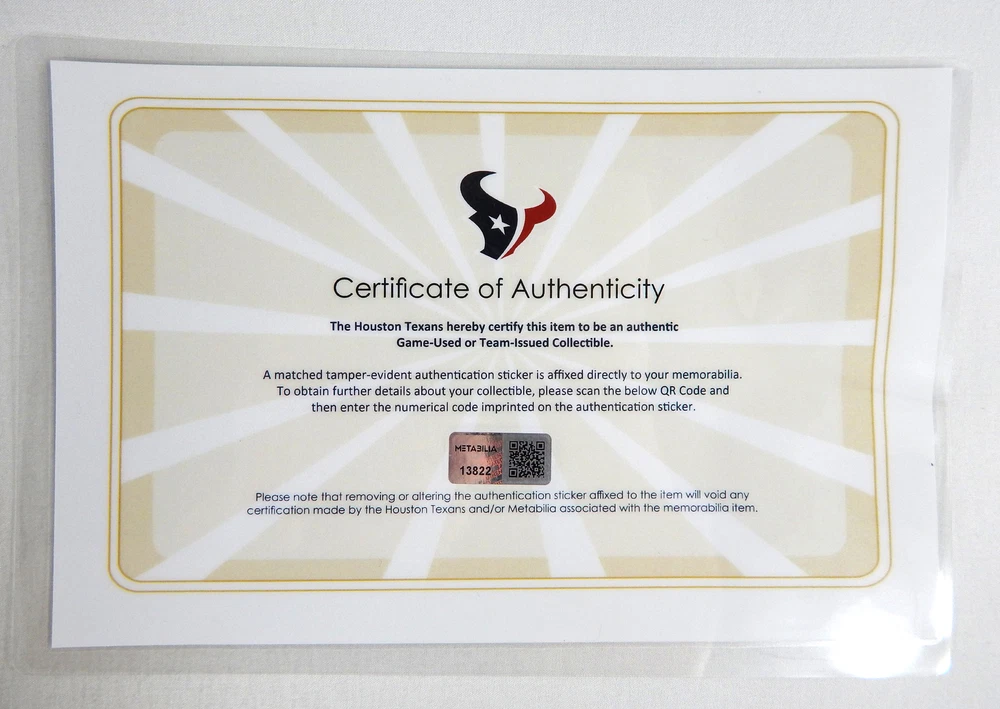 Certificate of Authenticity
The Houston Texans hereby certify this item to be an authentic
Game-Used or Team-Issued Collectible.
A matched tamper-evident authentication sticker is affixed directly to your memorabilia.
To obtain further details about your collectible, please scan the below QR Code and
then enter the numerical code imprinted on the authentication sticker.
METABILIA
13822
Please note that removing or altering the authentication sticker affixed to the item will void any
certification made by the Houston Texans and/or Metabilia associated with the memorabilia item.